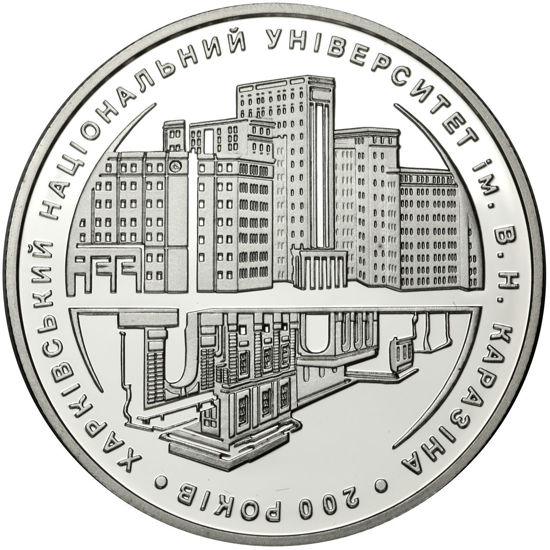 ХАРКІВСЬКИЙ НАЦІОНАЛЬНИЙ УНІВЕРСИТЕТ ім. В. Н. КАРАЗІНА
• 200 РОКІВ •